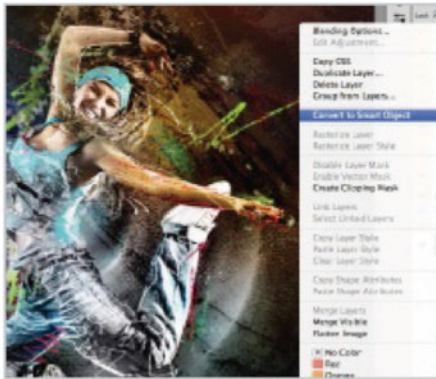 Blending Options...
Edit Adjustment...
Copy CSS
Duplicate Layer...
Delete Layer
Group from Layers...
Convert to Smart Object
Rasterize Layer
Rasterize Layer Style
Disable Layer Mask
Enable Vector Mask
Create Clipping Mask
Link Layers
Select Linked Layers
Copy Layer Style
Paste Layer Style
Clear Layer Style
Copy Shape Attributes
Paste Shape Attributes
Merge Layers
Merge Visible
Flatten Image
No Color
Red
Orange